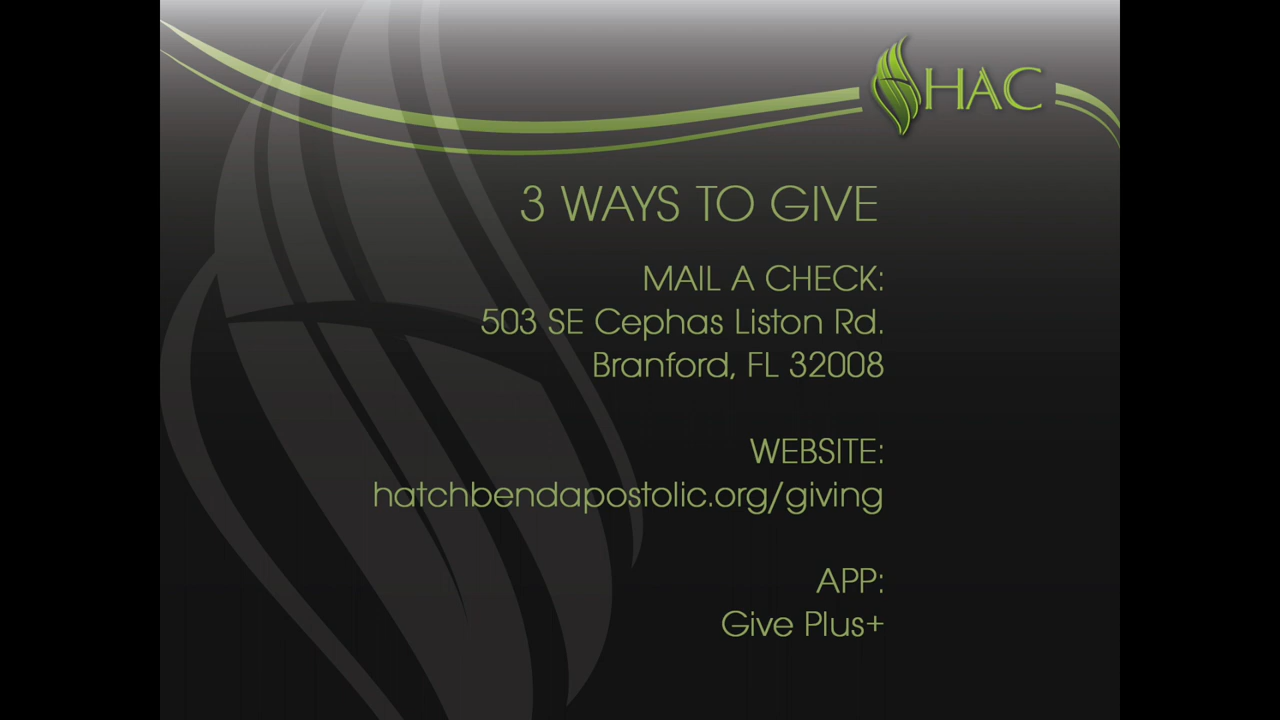 HAC
3 WAYS TO GIVE
MAIL A CHECK:
503 SE Cephas Liston Rd.
Branford, FL 32008
WEBSITE:
hatchbendapostolic.org/giving
APP:
Give Plus+